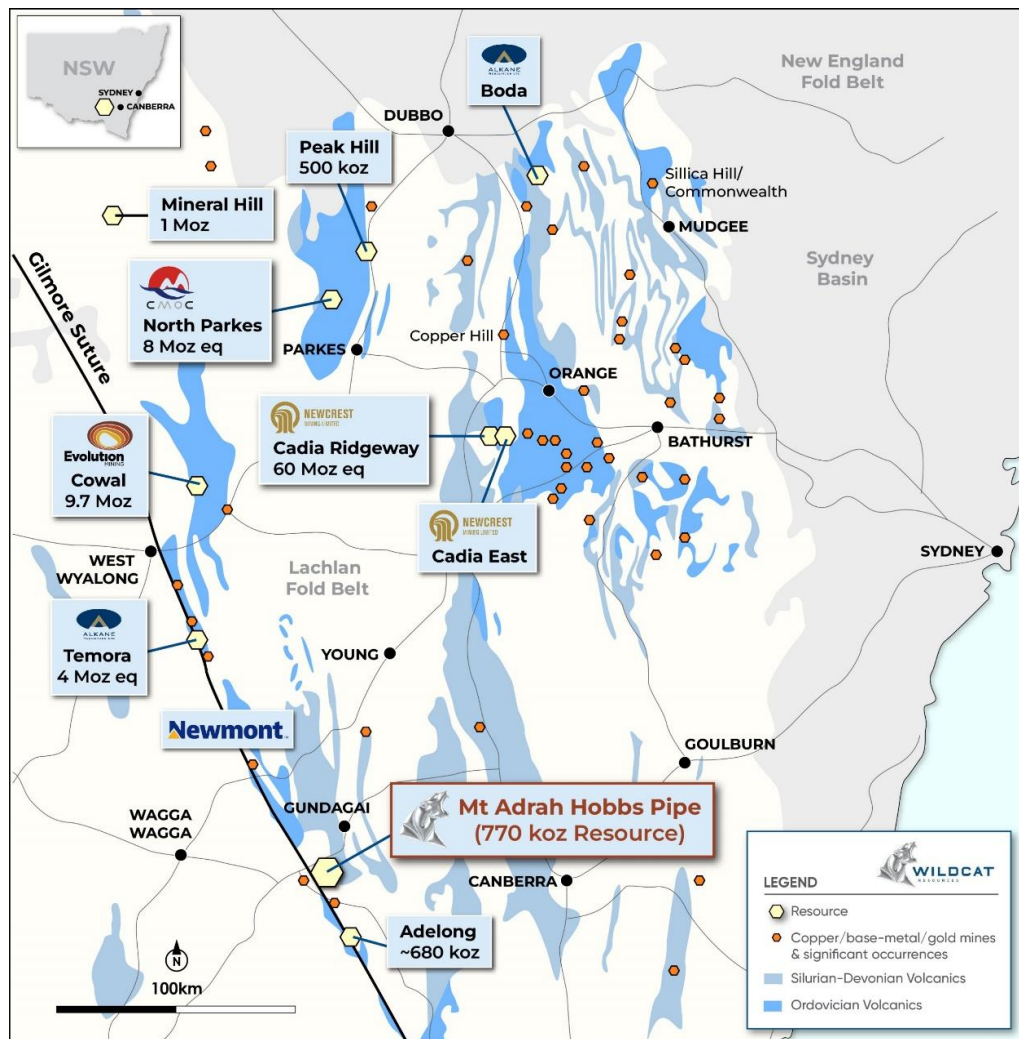 NSW
SYDNEY
CANBERRA
ALKANE
Boda
New England
Fold Belt
DUBBO
Peak Hill
500 koz
Sillica Hill/
Commonwealth
Mineral Hill
1 Moz
MUDGEE
Gilmore Suture
CMOC
North Parkes
8 Moz eq
Sydney
Basin
Copper Hill
PARKES
ORANGE
NEWCREST
MINING LIMITED
Cadia Ridgeway
60 Moz eq
BATHURST
Evolution
MINING
Cowal
9.7 Moz
NEWCREST
MINING LIMITED
Cadia East
WEST
WYALONG
SYDNEY
Lachlan
Fold Belt
ALKANE
Temora
4 Moz eq
YOUNG
Newmont
GOULBURN
WAGGA
WAGGA
GUNDAGAI
Mt Adrah Hobbs Pipe
(770 koz Resource)
CANBERRA
Adelong
~680 koz
N
100km
WILDCAT
RESOURCES
LEGEND
Resource
Copper/base-metal/gold mines
& significant occurrences
Silurian-Devonian Volcanics
Ordovician Volcanics